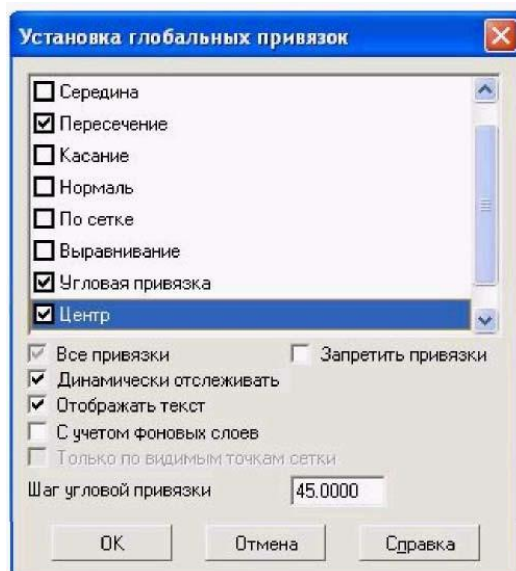 Установка глобальных привязок
Середина
Пересечение
Касание
Нормаль
По сетке
Выравнивание
Угловая привязка
Центр
Все привязки Запретить привязки
Динамически отслеживать
Отображать текст
С учетом фоновых слоев
Только по видимым точкам сетки
Шаг угловой привязки 45.0000
OK Отмена Справка